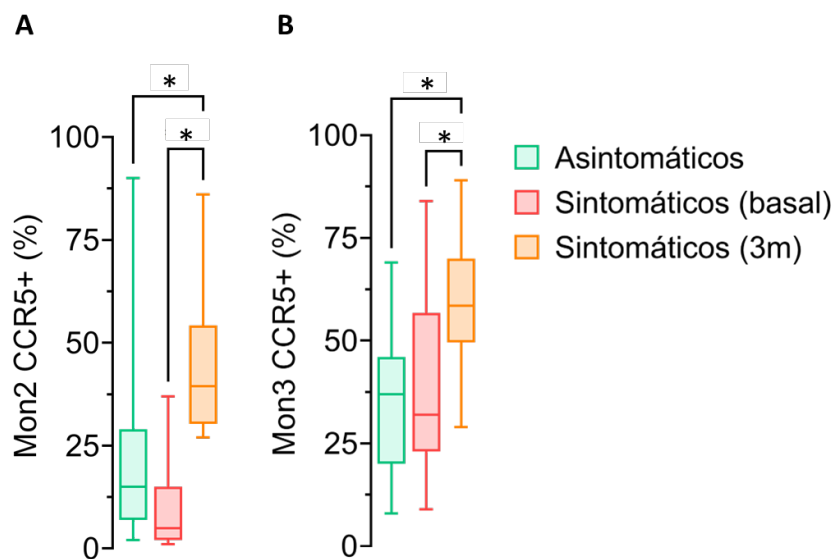 A
B
*
*
*
*
100
75
50
25
0
Mon2 CCR5+ (%)
100
75
50
25
0
Mon3 CCR5+ (%)
Asintomáticos
Sintomáticos (basal)
Sintomáticos (3m)